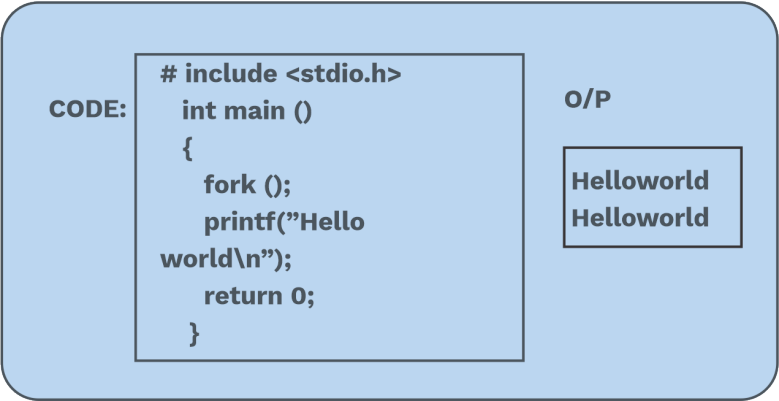 CODE:
# include <stdio.h>
int main ()
{
fork ();
printf(”Hello
world\n”);
return 0;
}
O/P
Helloworld
Helloworld